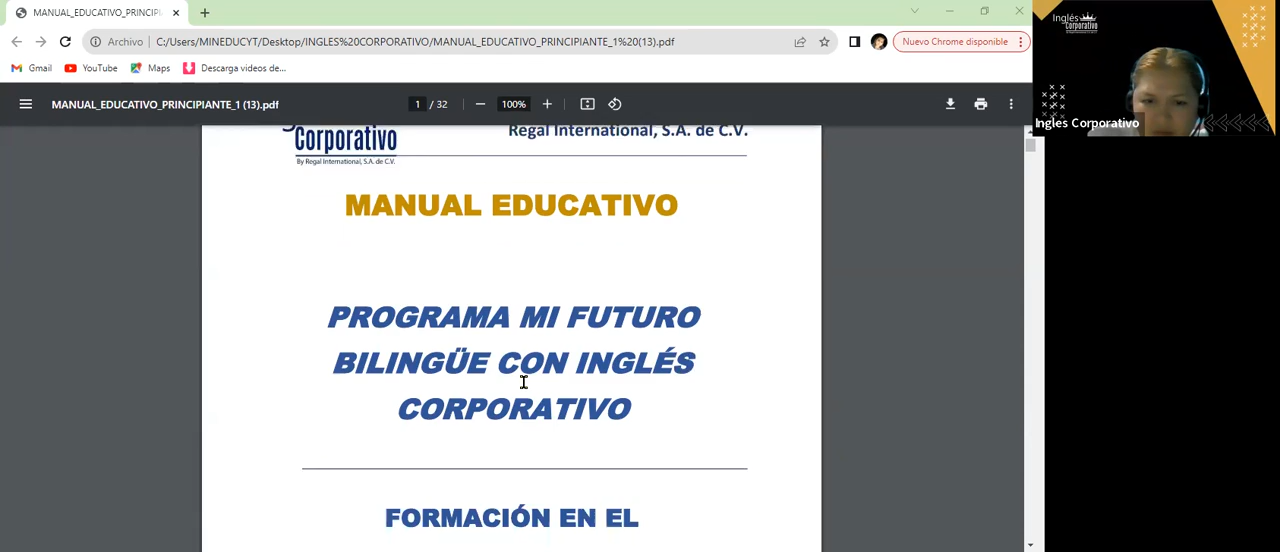 MANUAL_EDUCATIVO_PRINCIPI
Archivo C:/Users/MINEDUCYT/Desktop/INGLES%20CORPORATIVO/MANUAL_EDUCATIVO_PRINCIPIANTE_1%20(13).pdf
Nuevo Chrome disponible
Gmail YouTube Maps Descarga videos de...
MANUAL_EDUCATIVO_PRINCIPIANTE_1 (13).pdf 1 / 32 100%
Corporativo
By Regal International, S.A. de C.V.
Regal International, S.A. de C.V.
MANUAL EDUCATIVO
PROGRAMA MI FUTURO
BILINGÜE CON INGLÉS
CORPORATIVO
FORMACIÓN EN EL
Inglés
Corporativo
Ingles Corporativo